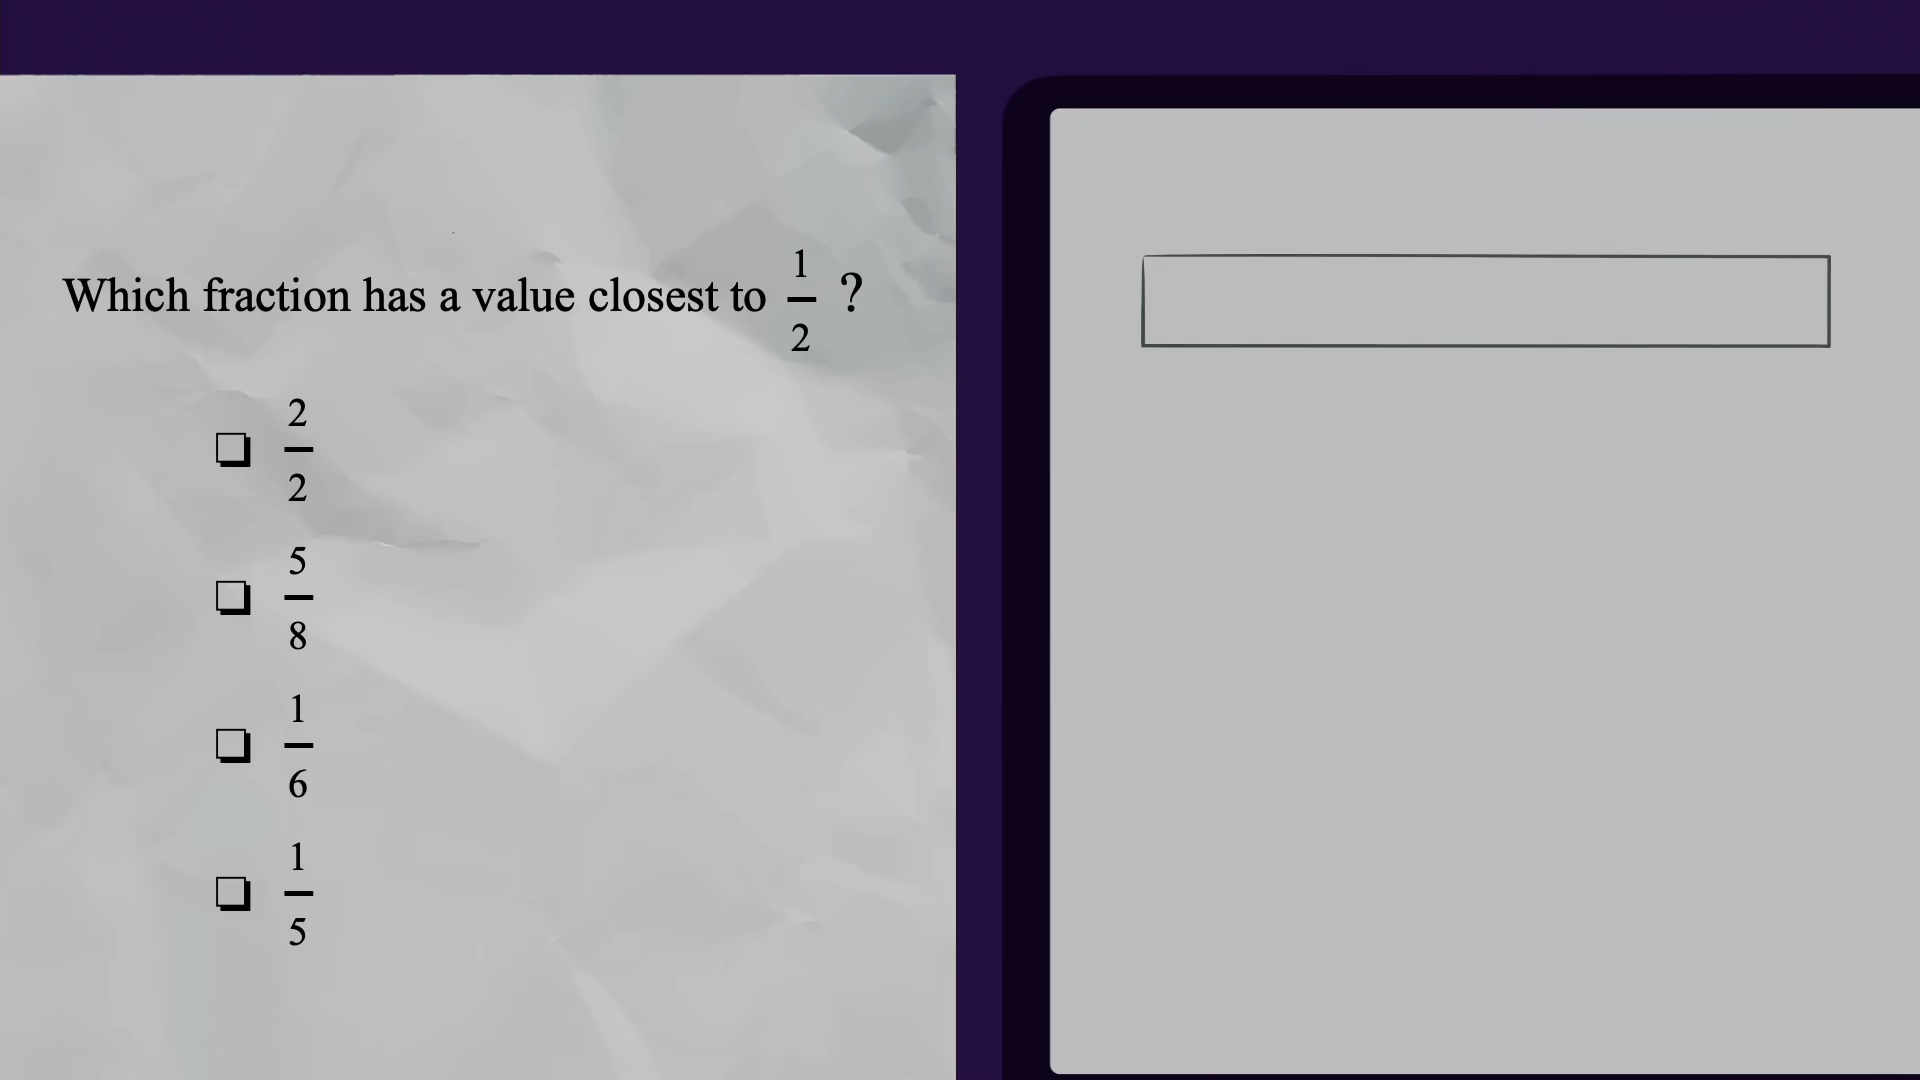 Which fraction has a value closest to 1/2 ?
❏ 2/2
❏ 5/8
❏ 1/6
❏ 1/5